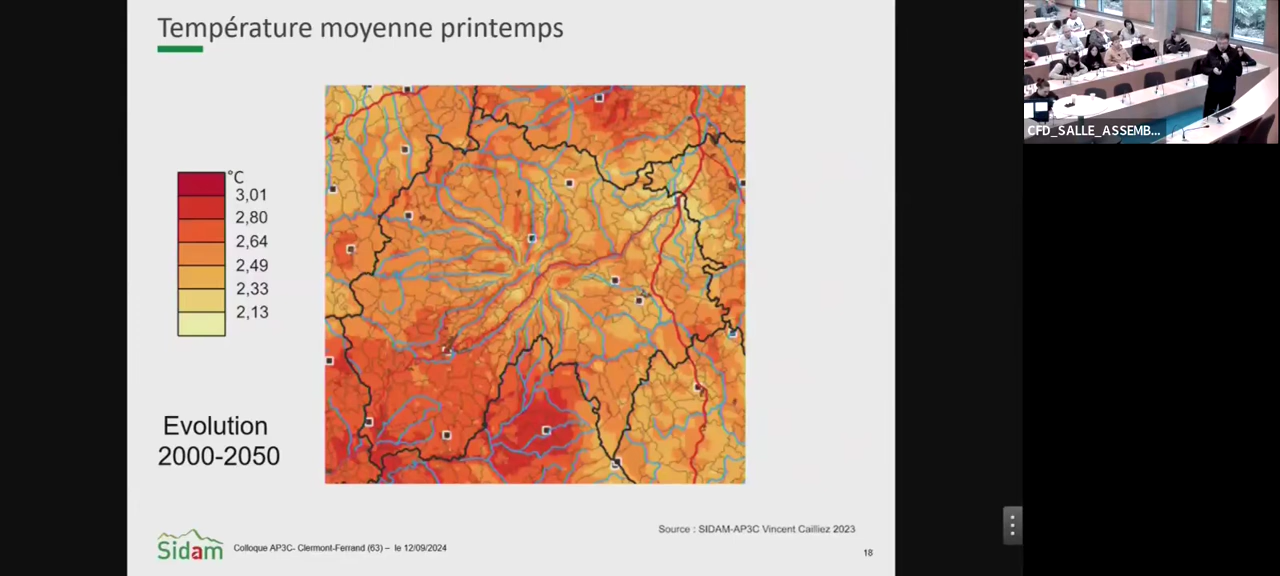 Température moyenne printemps
°C
3,01
2,80
2,64
2,49
2,33
2,13
Evolution
2000-2050
Source : SIDAM-AP3C Vincent Cailliez 2023
Sidam
Colloque AP3C- Clermont-Ferrand (63) – le 12/09/2024
18
CFD_SALLE_ASSEMB...